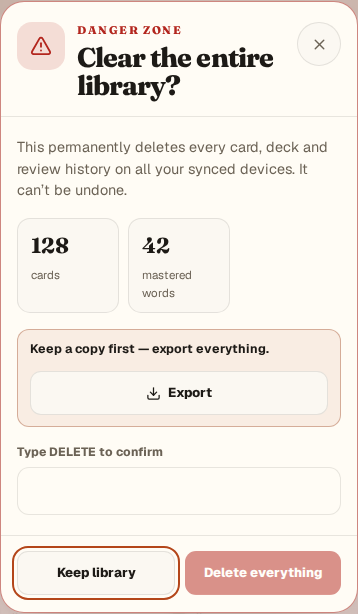 DANGER ZONE
Clear the entire
library?
This permanently deletes every card, deck and
review history on all your synced devices. It
can’t be undone.
128
cards
42
mastered
words
Keep a copy first — export everything.
Export
Type DELETE to confirm
Keep library
Delete everything